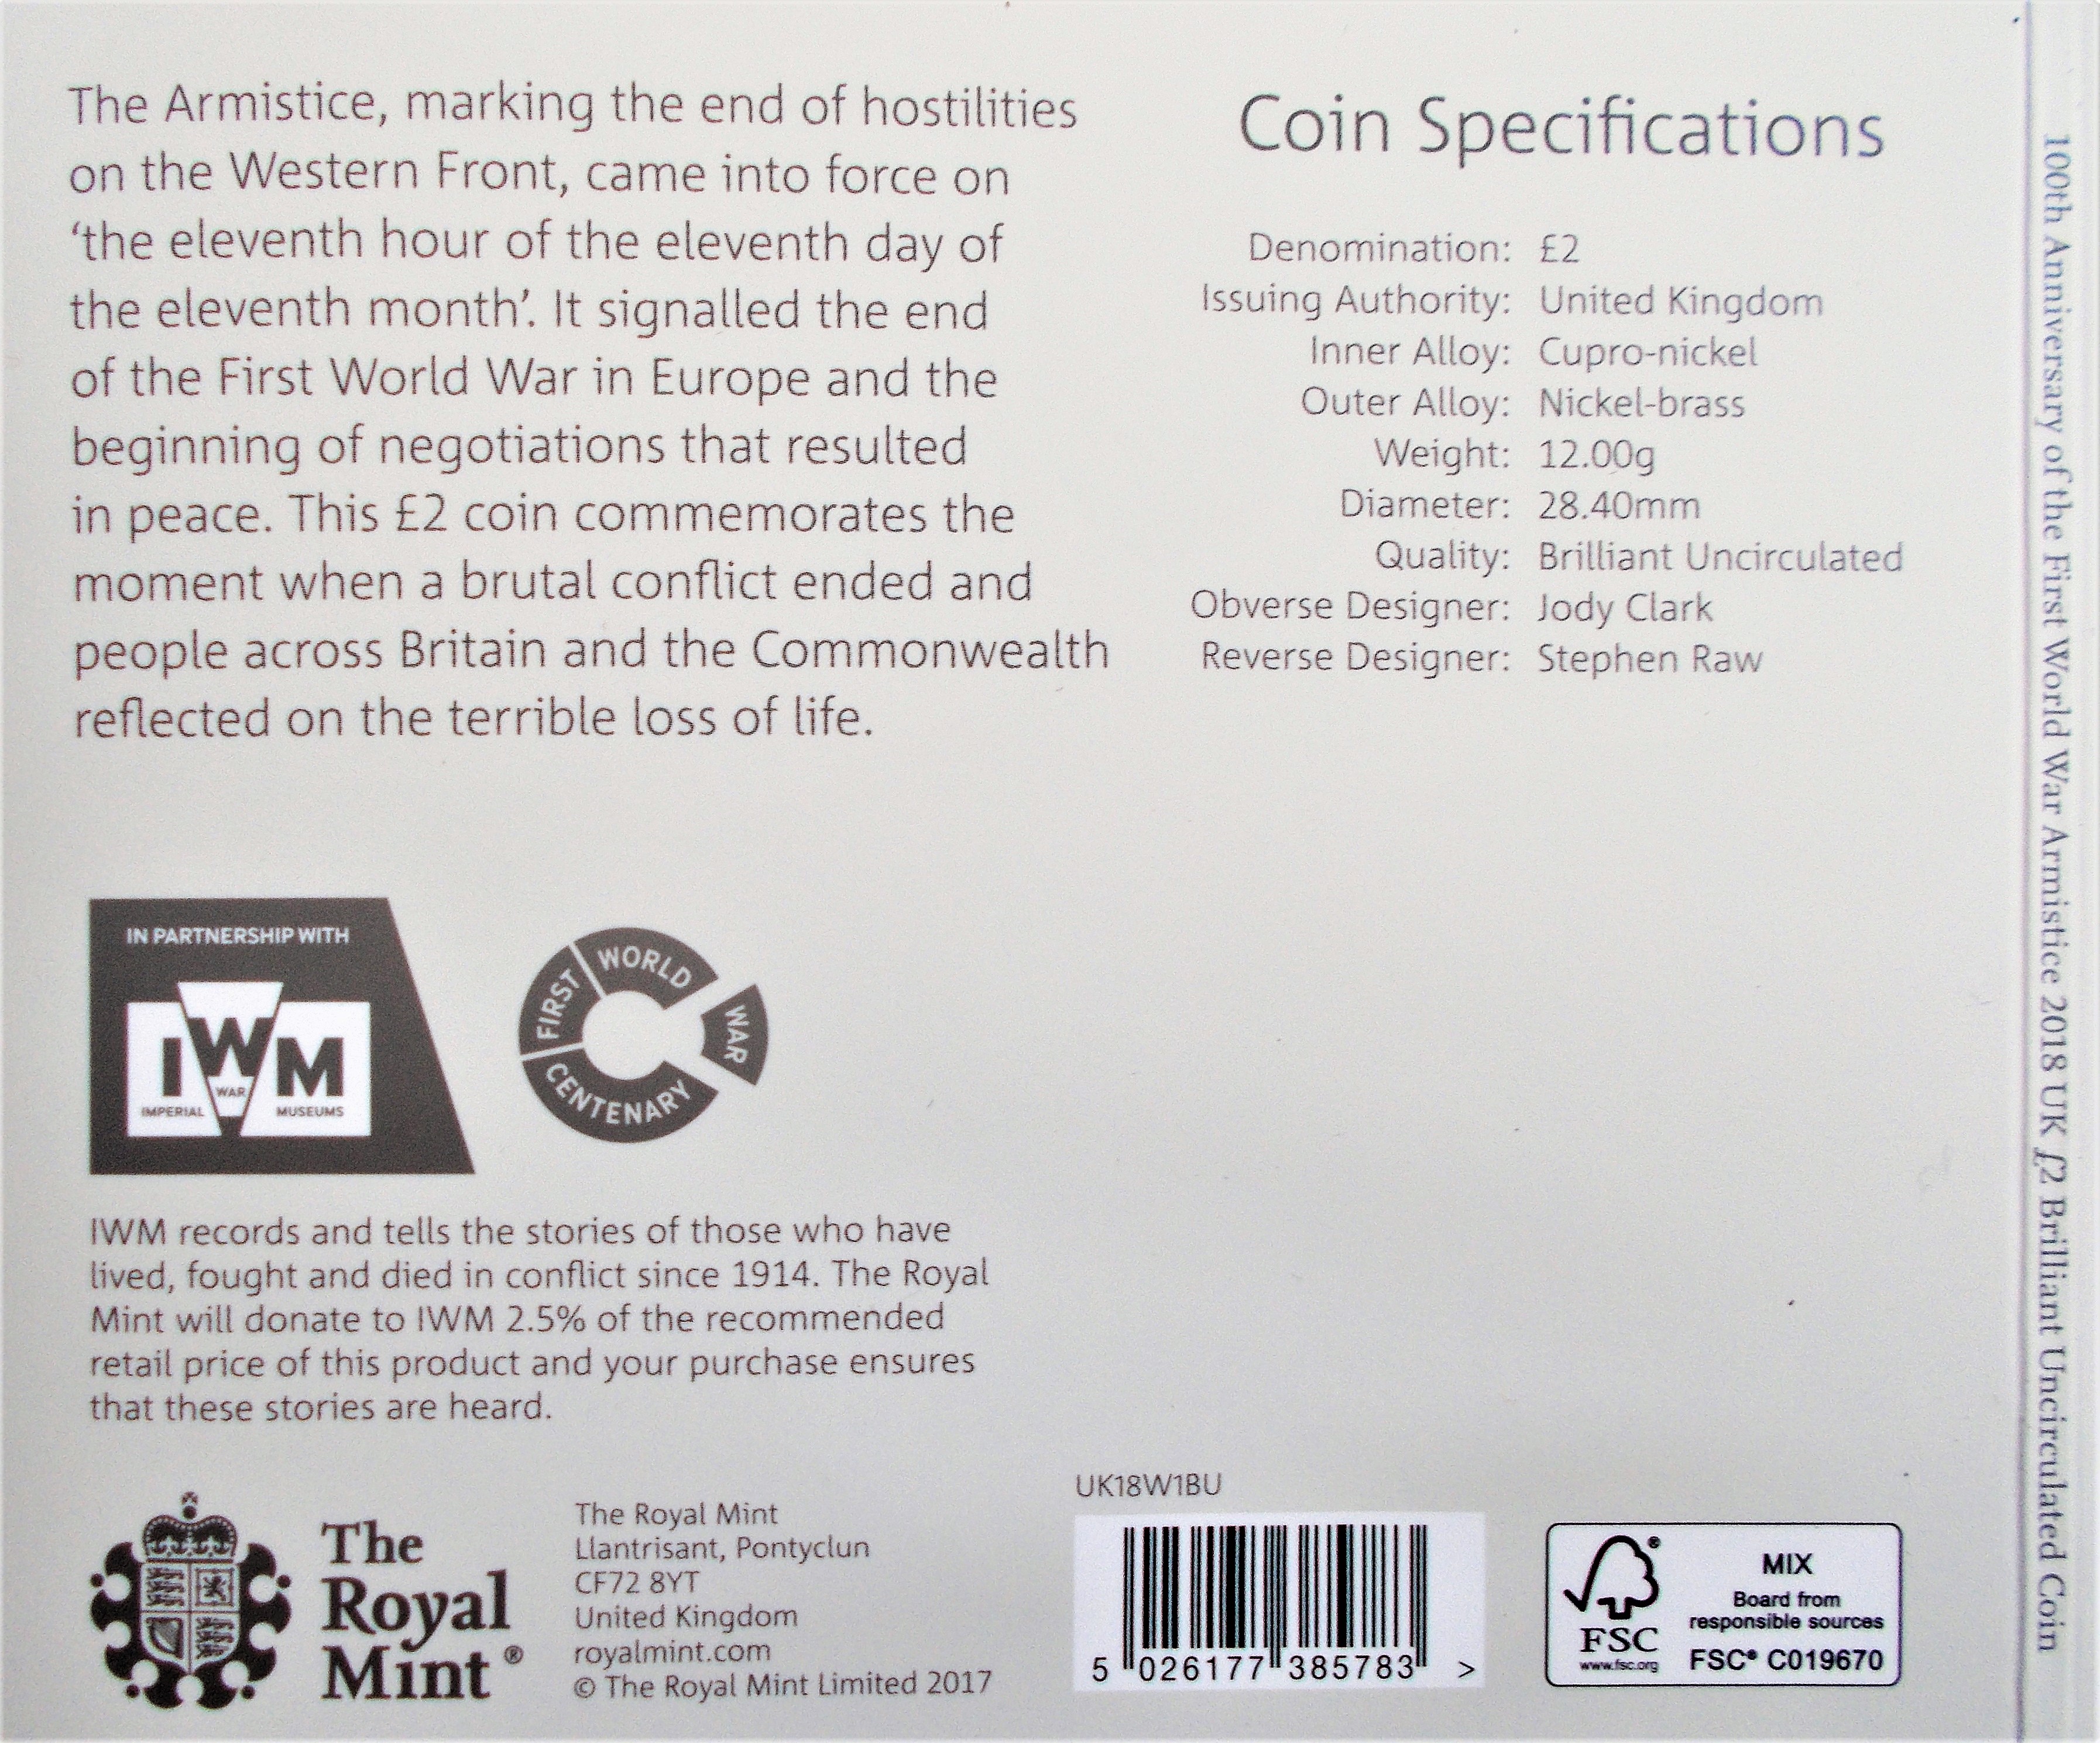 The Armistice, marking the end of hostilities
on the Western Front, came into force on
‘the eleventh hour of the eleventh day of
the eleventh month’. It signalled the end
of the First World War in Europe and the
beginning of negotiations that resulted
in peace. This £2 coin commemorates the
moment when a brutal conflict ended and
people across Britain and the Commonwealth
reflected on the terrible loss of life.
Coin Specifications
Denomination: £2
Issuing Authority: United Kingdom
Inner Alloy: Cupro-nickel
Outer Alloy: Nickel-brass
Weight: 12.00g
Diameter: 28.40mm
Quality: Brilliant Uncirculated
Obverse Designer: Jody Clark
Reverse Designer: Stephen Raw
IN PARTNERSHIP WITH
IWM
IMPERIAL WAR MUSEUMS
FIRST WORLD WAR CENTENARY
IWM records and tells the stories of those who have
lived, fought and died in conflict since 1914. The Royal
Mint will donate to IWM 2.5% of the recommended
retail price of this product and your purchase ensures
that these stories are heard.
The
Royal
Mint®
The Royal Mint
Llantrisant, Pontyclun
CF72 8YT
United Kingdom
royalmint.com
© The Royal Mint Limited 2017
UK18W1BU
5 026177 385783 >
FSC
www.fsc.org
MIX
Board from
responsible sources
FSC® C019670
100th Anniversary of the First World War Armistice 2018 UK £2 Brilliant Uncirculated Coin